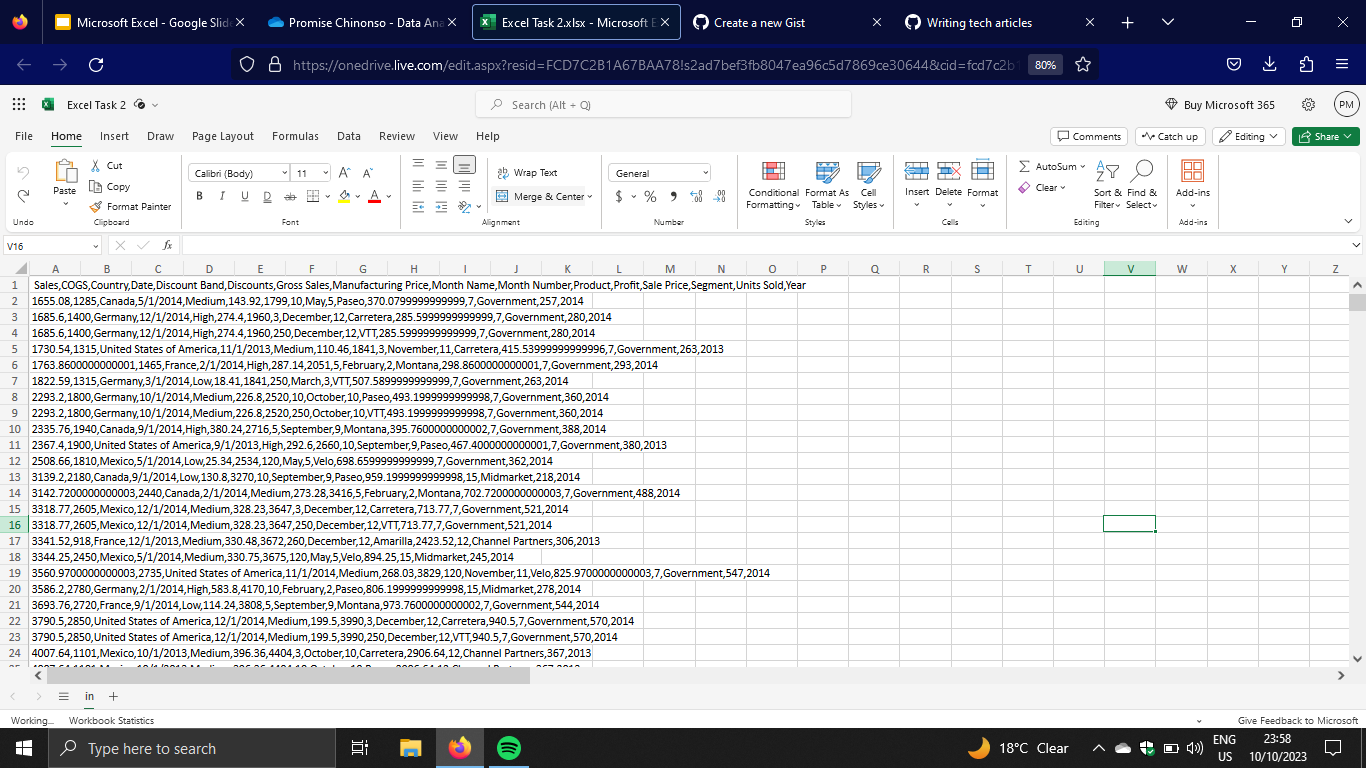 Microsoft Excel - Google Slide
Promise Chinonso - Data Ana
Excel Task 2.xlsx - Microsoft E
Create a new Gist
Writing tech articles
https://onedrive.live.com/edit.aspx?resid=FCD7C2B1A67BAA78!s2ad7bef3fb8047ea96c5d7869ce30644&cid=fcd7c2b1
80%
Excel Task 2
Search (Alt + Q)
Buy Microsoft 365
PM
File Home Insert Draw Page Layout Formulas Data Review View Help
Comments Catch up Editing Share
Paste Cut Copy Format Painter
Calibri (Body) 11
B I U D ab A
Wrap Text
Merge & Center
General
$ % 9 .00
Conditional Formatting Format As Table Cell Styles
Insert Delete Format
AutoSum Clear
Sort & Filter Find & Select
Add-ins
Undo Clipboard Font Alignment Number Styles Cells Editing Add-ins
V16 fx
A B C D E F G H I J K L M N O P Q R S T U V W X Y Z
1 Sales,COGS,Country,Date,Discount Band,Discounts,Gross Sales,Manufacturing Price,Month Name,Month Number,Product,Profit,Sale Price,Segment,Units Sold,Year
2 1655.08,1285,Canada,5/1/2014,Medium,143.92,1799,10,May,5,Paseo,370.0799999999999,7,Government,257,2014
3 1685.6,1400,Germany,12/1/2014,High,274.4,1960,3,December,12,Carretera,285.5999999999999,7,Government,280,2014
4 1685.6,1400,Germany,12/1/2014,High,274.4,1960,250,December,12,VTT,285.5999999999999,7,Government,280,2014
5 1730.54,1315,United States of America,11/1/2013,Medium,110.46,1841,3,November,11,Carretera,415.53999999999996,7,Government,263,2013
6 1763.8600000000001,1465,France,2/1/2014,High,287.14,2051,5,February,2,Montana,298.8600000000001,7,Government,293,2014
7 1822.59,1315,Germany,3/1/2014,Low,18.41,1841,250,March,3,VTT,507.5899999999999,7,Government,263,2014
8 2293.2,1800,Germany,10/1/2014,Medium,226.8,2520,10,October,10,Paseo,493.1999999999998,7,Government,360,2014
9 2293.2,1800,Germany,10/1/2014,Medium,226.8,2520,250,October,10,VTT,493.1999999999998,7,Government,360,2014
10 2335.76,1940,Canada,9/1/2014,High,380.24,2716,5,September,9,Montana,395.7600000000002,7,Government,388,2014
11 2367.4,1900,United States of America,9/1/2013,High,292.6,2660,10,September,9,Paseo,467.4000000000001,7,Government,380,2013
12 2508.66,1810,Mexico,5/1/2014,Low,25.34,2534,120,May,5,Velo,698.6599999999999,7,Government,362,2014
13 3139.2,2180,Canada,9/1/2014,Low,130.8,3270,10,September,9,Paseo,959.1999999999998,15,Midmarket,218,2014
14 3142.7200000000003,2440,Canada,2/1/2014,Medium,273.28,3416,5,February,2,Montana,702.7200000000003,7,Government,488,2014
15 3318.77,2605,Mexico,12/1/2014,Medium,328.23,3647,3,December,12,Carretera,713.77,7,Government,521,2014
16 3318.77,2605,Mexico,12/1/2014,Medium,328.23,3647,250,December,12,VTT,713.77,7,Government,521,2014
17 3341.52,918,France,12/1/2013,Medium,330.48,3672,260,December,12,Amarilla,2423.52,12,Channel Partners,306,2013
18 3344.25,2450,Mexico,5/1/2014,Medium,330.75,3675,120,May,5,Velo,894.25,15,Midmarket,245,2014
19 3560.9700000000003,2735,United States of America,11/1/2014,Medium,268.03,3829,120,November,11,Velo,825.9700000000003,7,Government,547,2014
20 3586.2,2780,Germany,2/1/2014,High,583.8,4170,10,February,2,Paseo,806.1999999999998,15,Midmarket,278,2014
21 3693.76,2720,France,9/1/2014,Low,114.24,3808,5,September,9,Montana,973.7600000000002,7,Government,544,2014
22 3790.5,2850,United States of America,12/1/2014,Medium,199.5,3990,3,December,12,Carretera,940.5,7,Government,570,2014
23 3790.5,2850,United States of America,12/1/2014,Medium,199.5,3990,250,December,12,VTT,940.5,7,Government,570,2014
24 4007.64,1101,Mexico,10/1/2013,Medium,396.36,4404,3,October,10,Carretera,2906.64,12,Channel Partners,367,2013
in
Working... Workbook Statistics
Give Feedback to Microsoft
Type here to search
18°C Clear
ENG US
23:58
10/10/2023